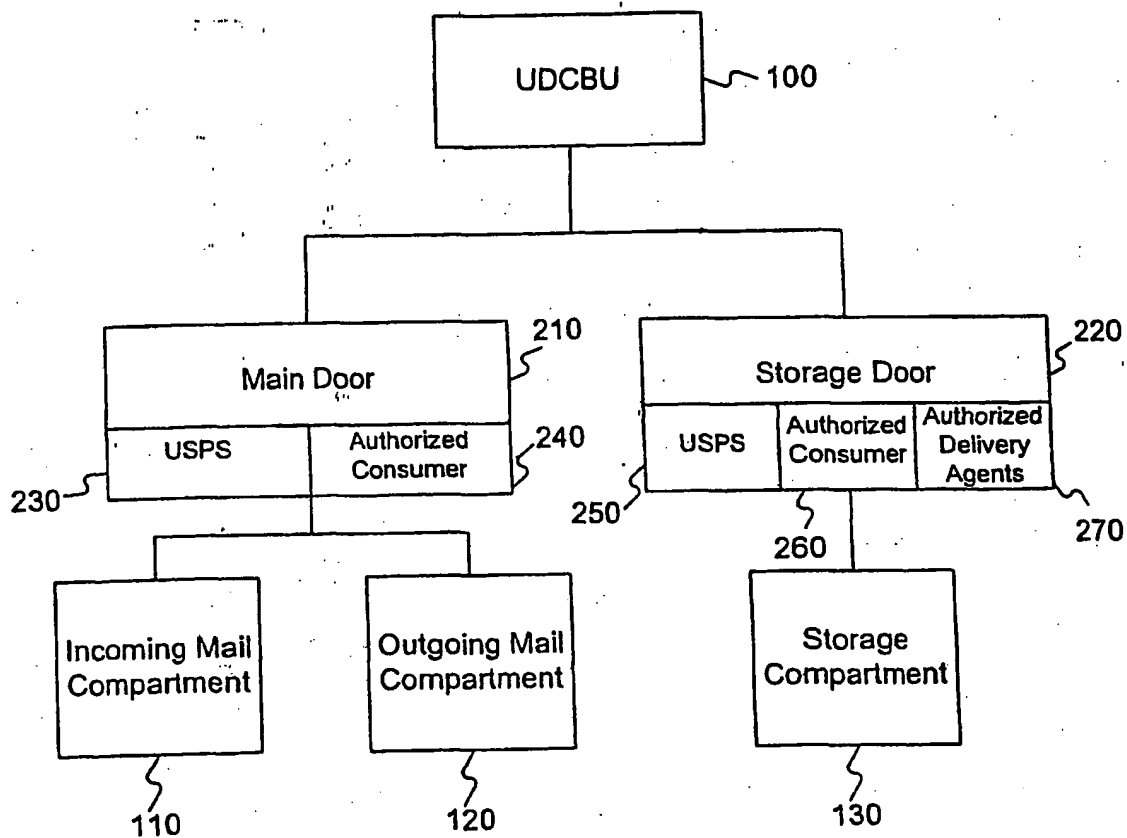 UDCBU
100
Main Door
210
USPS
Authorized
Consumer
230
240
Storage Door
220
USPS
Authorized
Consumer
Authorized
Delivery
Agents
250
260
270
Incoming Mail
Compartment
110
Outgoing Mail
Compartment
120
Storage
Compartment
130